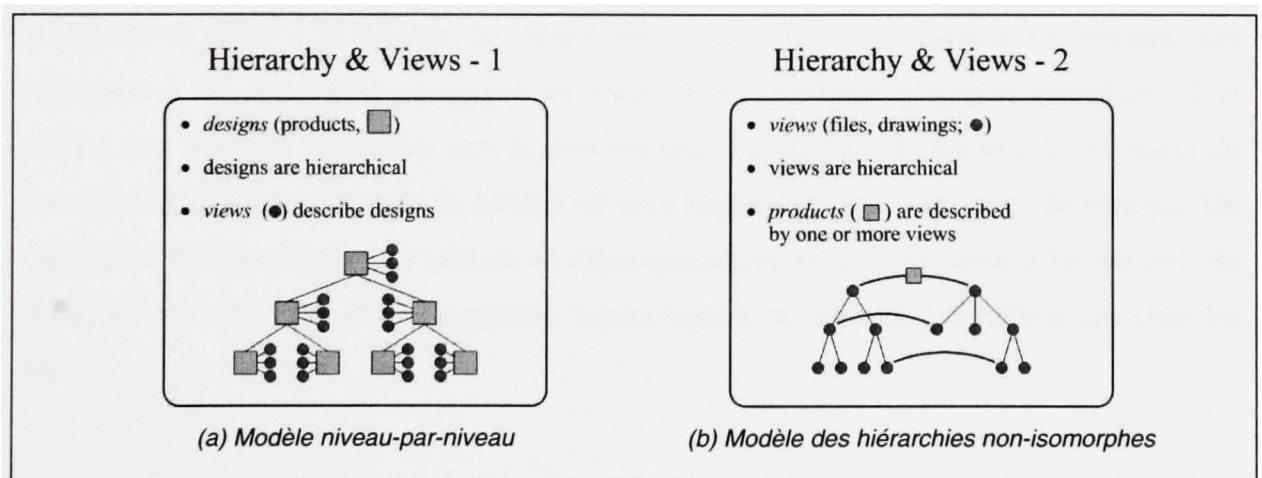 Hierarchy & Views - 1
• designs (products, )
• designs are hierarchical
• views (●) describe designs
(a) Modèle niveau-par-niveau
Hierarchy & Views - 2
• views (files, drawings; ●)
• views are hierarchical
• products ( ) are described
by one or more views
(b) Modèle des hiérarchies non-isomorphes